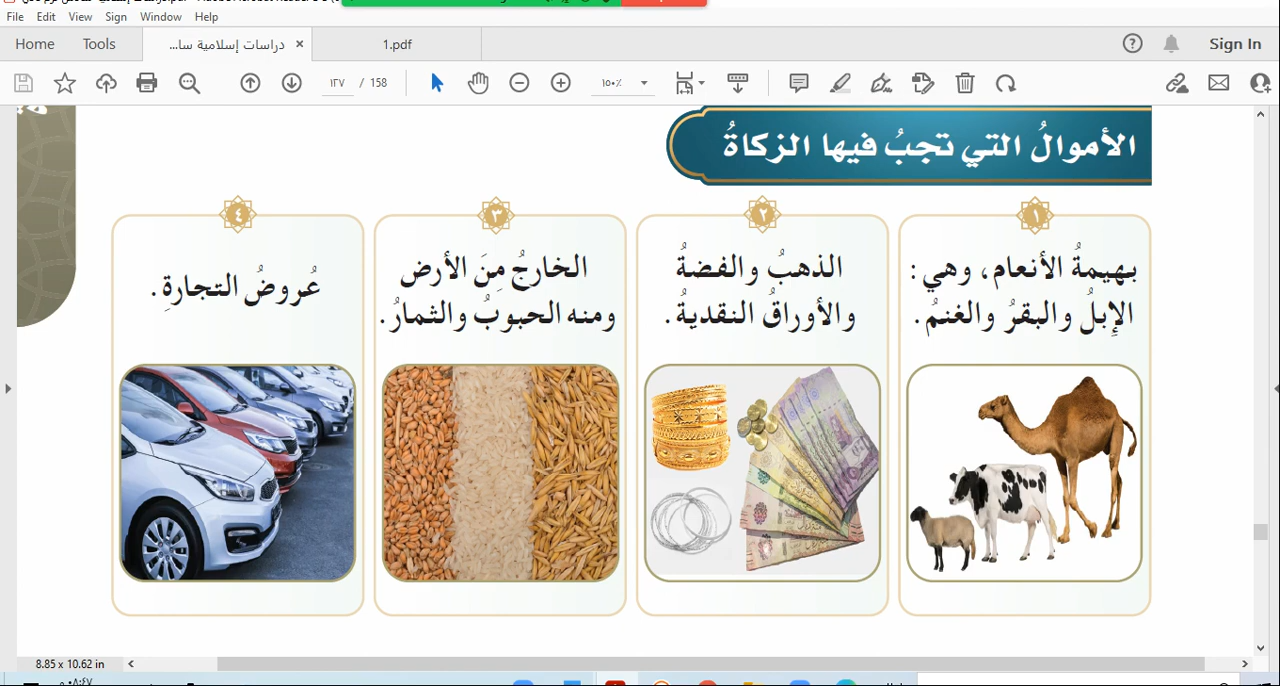 File Edit View Sign Window Help
Home Tools دراسات إسلامية سا... × 1.pdf Sign In
١٢٧ / 158 ١٥٠٪
الأموالُ التي تجبُ فيها الزكاةُ
١
بهيمةُ الأنعام، وهي:
الإبلُ والبقرُ والغنمُ.
٢
الذهبُ والفضةُ
والأوراقُ النقديةُ.
٣
الخارجُ مِنَ الأرض
ومنه الحبوبُ والثمارُ.
٤
عُروضُ التجارةِ.
8.85 x 10.62 in